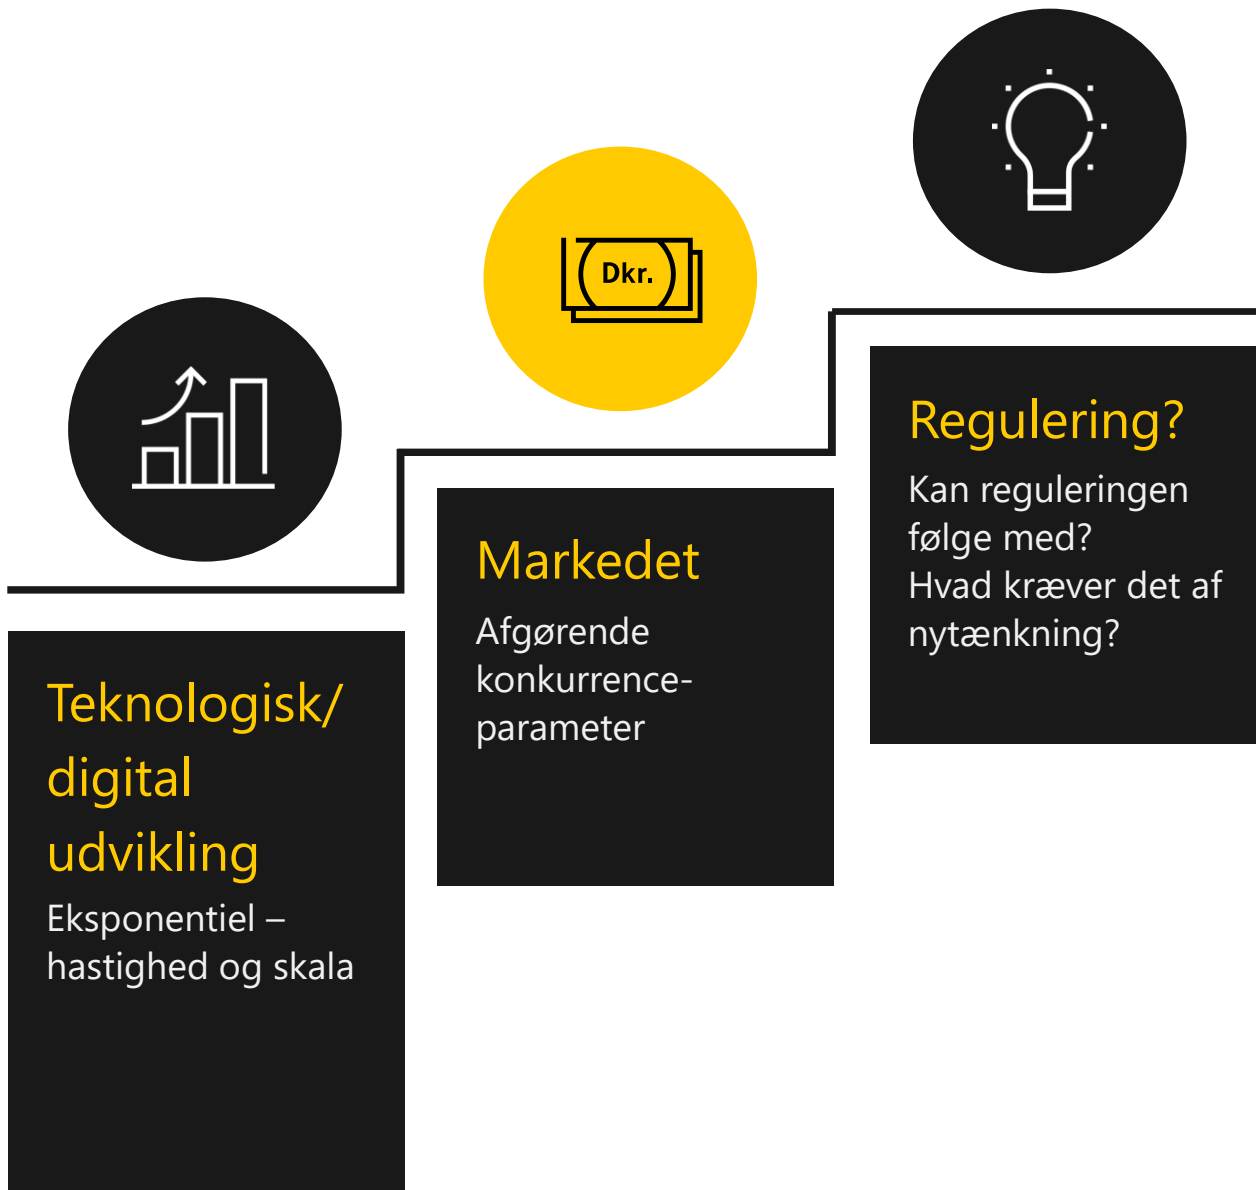 Dkr.
Teknologisk/
digital
udvikling
Eksponentiel –
hastighed og skala
Markedet
Afgørende
konkurrence-
parameter
Regulering?
Kan reguleringen
følge med?
Hvad kræver det af
nytænkning?